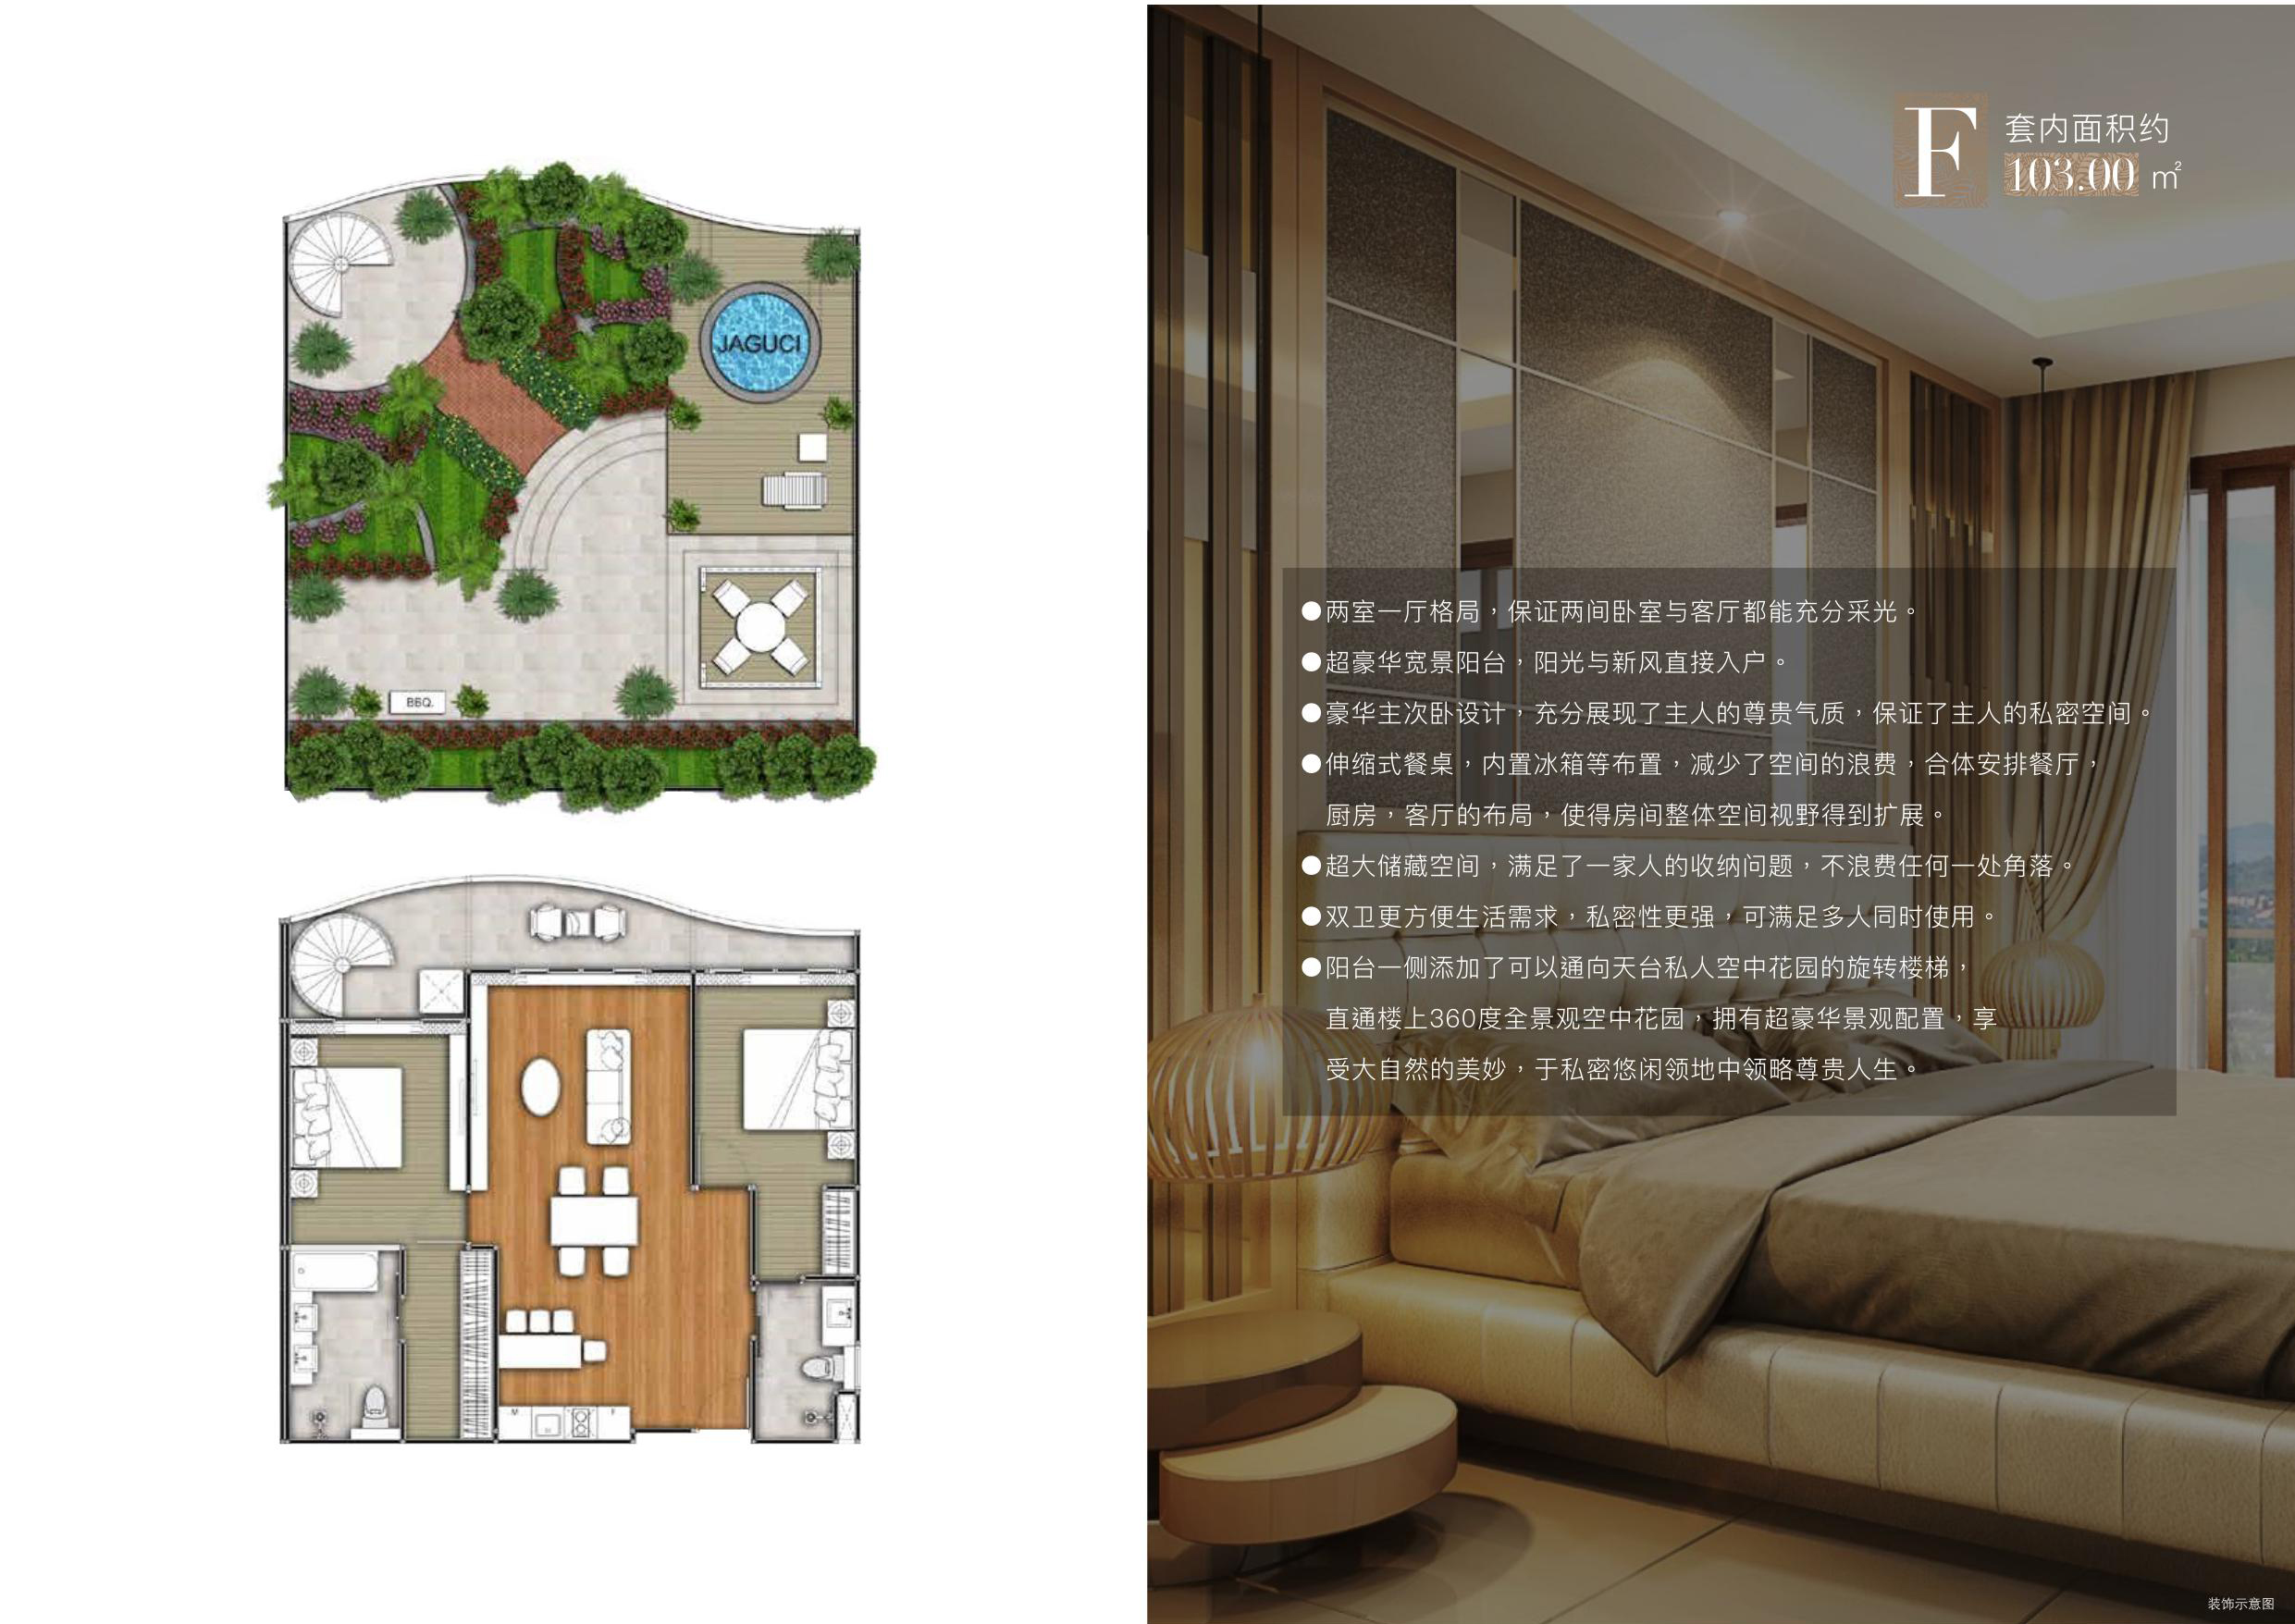 JAGUCI
BBQ.
M
F
F
套内面积约
103.00 m²
●两室一厅格局，保证两间卧室与客厅都能充分采光。
●超豪华宽景阳台，阳光与新风直接入户。
●豪华主次卧设计，充分展现了主人的尊贵气质，保证了主人的私密空间。
●伸缩式餐桌，内置冰箱等布置，减少了空间的浪费，合体安排餐厅，
厨房，客厅的布局，使得房间整体空间视野得到扩展。
●超大储藏空间，满足了一家人的收纳问题，不浪费任何一处角落。
●双卫更方便生活需求，私密性更强，可满足多人同时使用。
●阳台一侧添加了可以通向天台私人空中花园的旋转楼梯，
直通楼上360度全景观空中花园，拥有超豪华景观配置，享
受大自然的美妙，于私密悠闲领地中领略尊贵人生。
装饰示意图